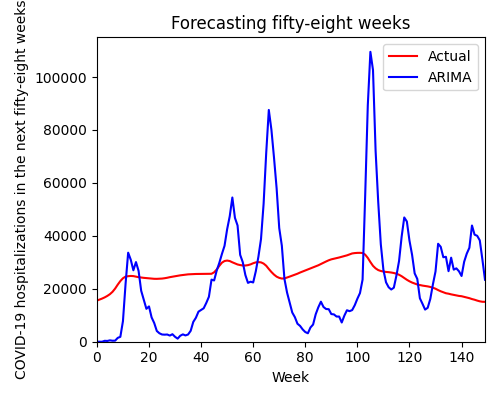 Forecasting fifty-eight weeks
COVID-19 hospitalizations in the next fifty-eight weeks
100000
80000
60000
40000
20000
0
Actual
ARIMA
0 20 40 60 80 100 120 140
Week